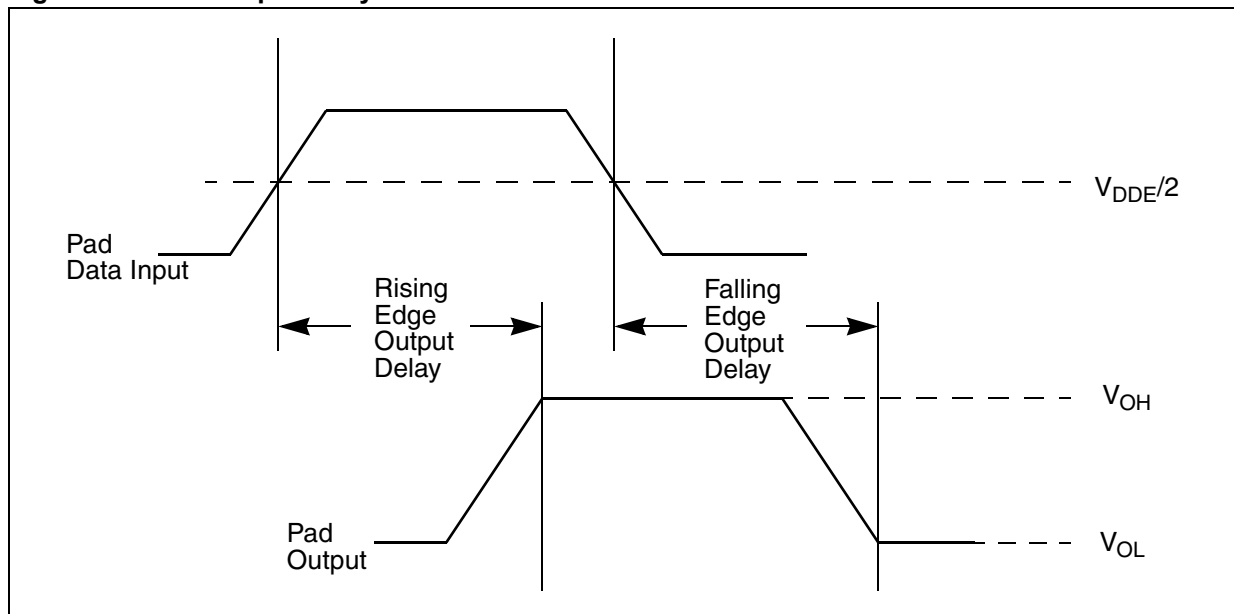 V_DDE/2
Pad
Data Input
Rising
Edge
Output
Delay
Falling
Edge
Output
Delay
V_OH
Pad
Output
V_OL